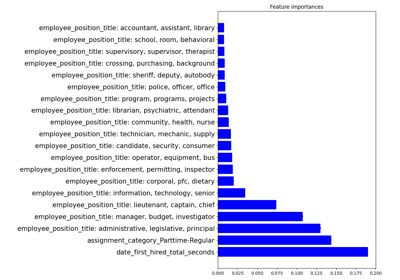 Feature importances
employee_position_title: accountant, assistant, library
employee_position_title: school, room, behavioral
employee_position_title: supervisory, supervisor, therapist
employee_position_title: crossing, purchasing, background
employee_position_title: sheriff, deputy, autobody
employee_position_title: police, officer, office
employee_position_title: program, programs, projects
employee_position_title: librarian, psychiatric, attendant
employee_position_title: community, health, nurse
employee_position_title: technician, mechanic, supply
employee_position_title: candidate, security, consumer
employee_position_title: operator, equipment, bus
employee_position_title: enforcement, permitting, inspector
employee_position_title: corporal, pfc, dietary
employee_position_title: information, technology, senior
employee_position_title: lieutenant, captain, chief
employee_position_title: manager, budget, investigator
employee_position_title: administrative, legislative, principal
assignment_category_Parttime-Regular
date_first_hired_total_seconds
0.000 0.025 0.050 0.075 0.100 0.125 0.150 0.175 0.200